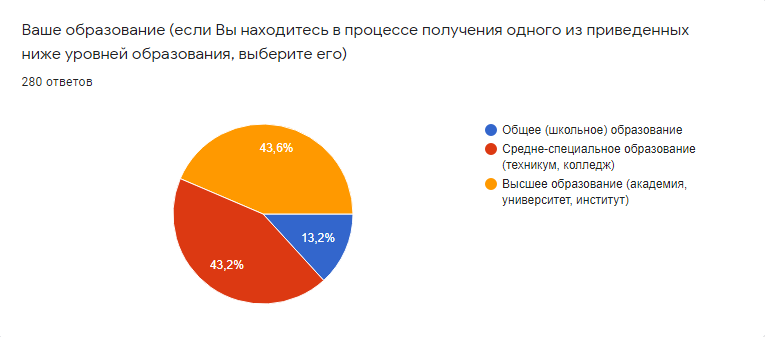 Ваше образование (если Вы находитесь в процессе получения одного из приведенных
ниже уровней образования, выберите его)
280 ответов
43,6%
13,2%
43,2%
Общее (школьное) образование
Средне-специальное образование
(техникум, колледж)
Высшее образование (академия,
университет, институт)